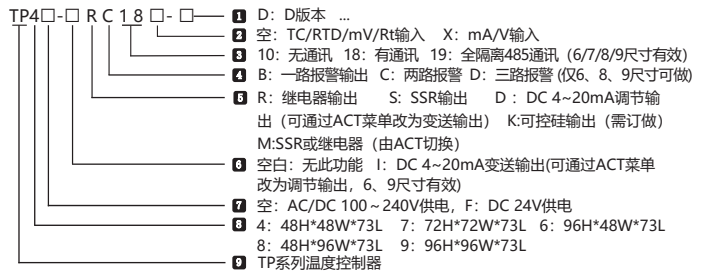 TP4□-□ R C 1 8 □- □ 1 D：D版本 ...
2 空：TC/RTD/mV/Rt输入 X：mA/V输入
3 10：无通讯 18：有通讯 19：全隔离485通讯（6/7/8/9尺寸有效）
4 B：一路报警输出 C：两路报警 D：三路报警 (仅6、8、9尺寸可做)
5 R：继电器输出 S: SSR输出 D ：DC 4~20mA调节输
出（可通过ACT菜单改为变送输出） K:可控硅输出（需订做）
M:SSR或继电器（由ACT切换）
6 空白：无此功能 I：DC 4~20mA变送输出(可通过ACT菜单
改为调节输出，6、9尺寸有效)
7 空：AC/DC 100～240V供电，F：DC 24V供电
8 4：48H*48W*73L 7：72H*72W*73L 6：96H*48W*73L
8：48H*96W*73L 9：96H*96W*73L
9 TP系列温度控制器